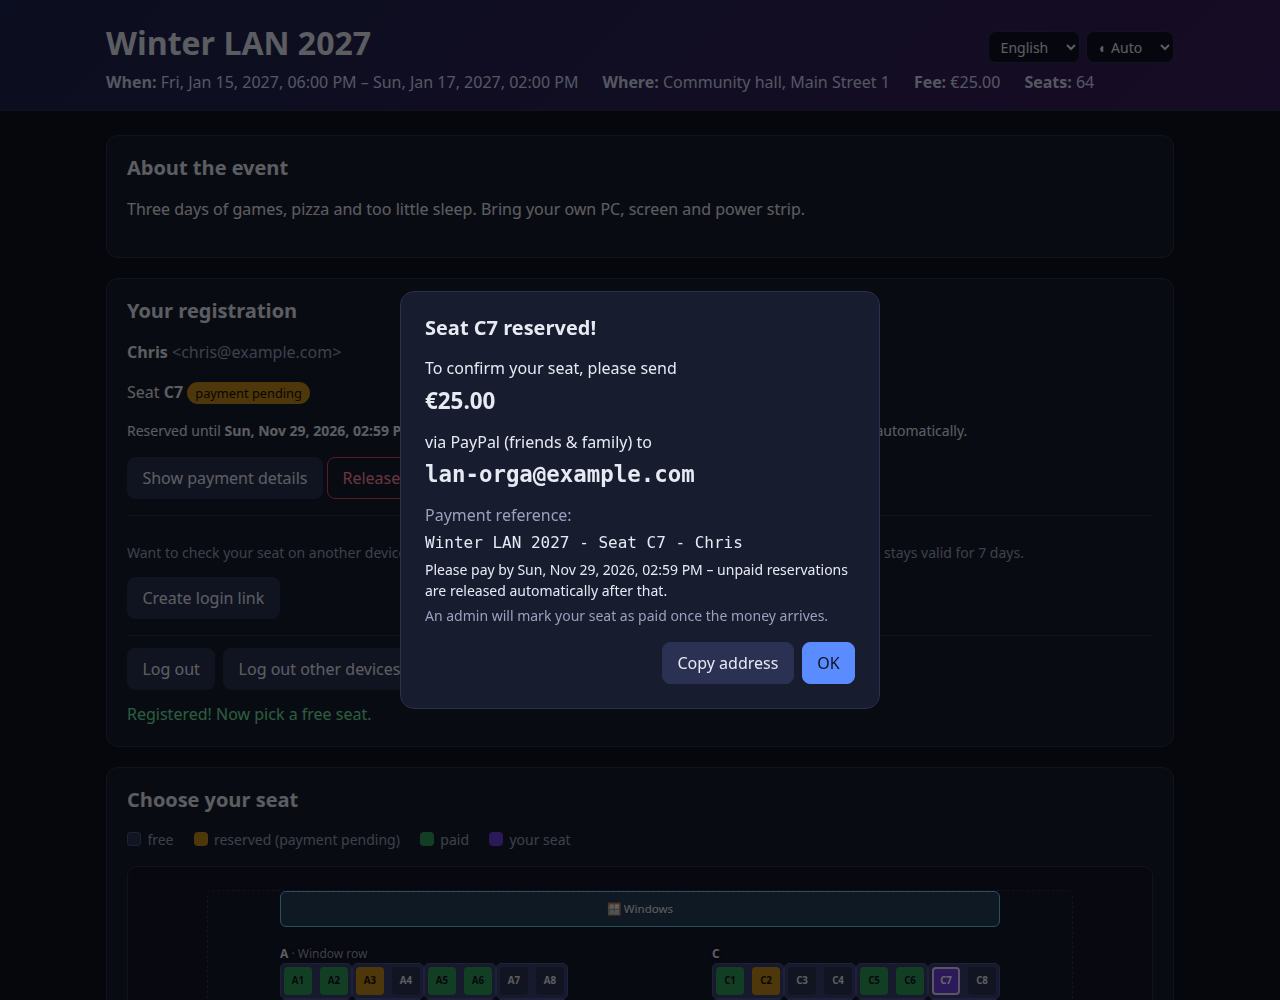 Winter LAN 2027
English
Auto
When: Fri, Jan 15, 2027, 06:00 PM – Sun, Jan 17, 2027, 02:00 PM Where: Community hall, Main Street 1 Fee: €25.00 Seats: 64
About the event
Three days of games, pizza and too little sleep. Bring your own PC, screen and power strip.
Your registration
Chris <chris@example.com>
Seat C7 payment pending
Reserved until Sun, Nov 29, 2026, 02:59 P
automatically.
Show payment details
Release
Want to check your seat on another devic
stays valid for 7 days.
Create login link
Log out
Log out other devices
Registered! Now pick a free seat.
Seat C7 reserved!
To confirm your seat, please send
€25.00
via PayPal (friends & family) to
lan-orga@example.com
Payment reference:
Winter LAN 2027 - Seat C7 - Chris
Please pay by Sun, Nov 29, 2026, 02:59 PM – unpaid reservations
are released automatically after that.
An admin will mark your seat as paid once the money arrives.
Copy address
OK
Choose your seat
free reserved (payment pending) paid your seat
Windows
A · Window row
C
A1 A2 A3 A4 A5 A6 A7 A8
C1 C2 C3 C4 C5 C6 C7 C8